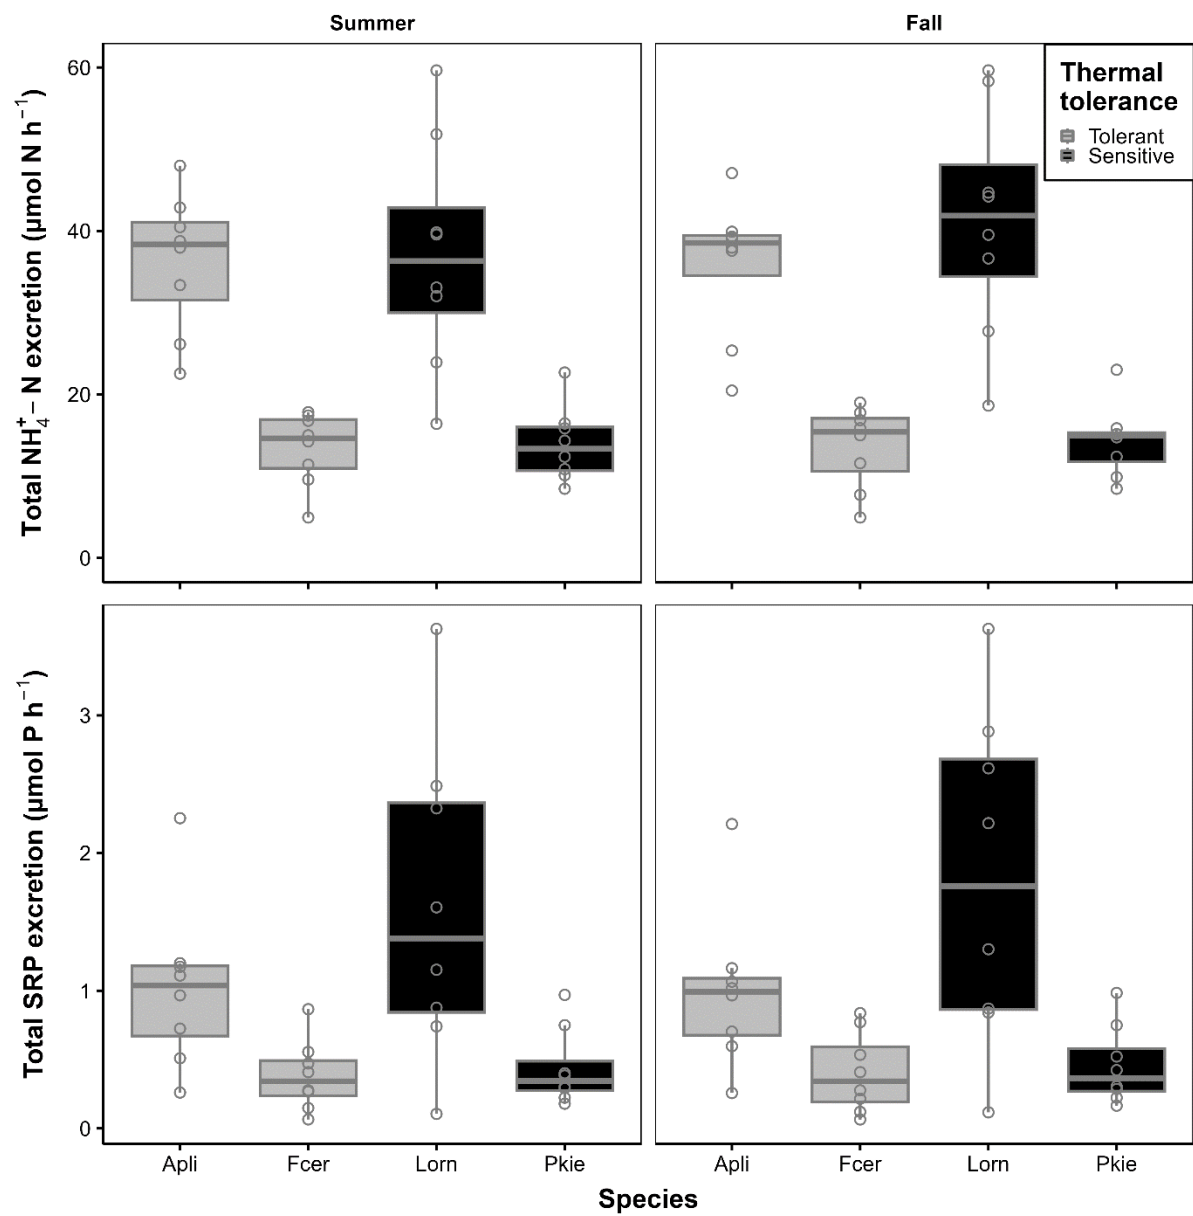 Summer
Fall
Thermal
tolerance
Tolerant
Sensitive
Total NH₄⁺– N excretion (µmol N h⁻¹)
60
40
20
0
Total SRP excretion (µmol P h⁻¹)
3
2
1
0
Apli Fcer Lorn Pkie
Apli Fcer Lorn Pkie
Species